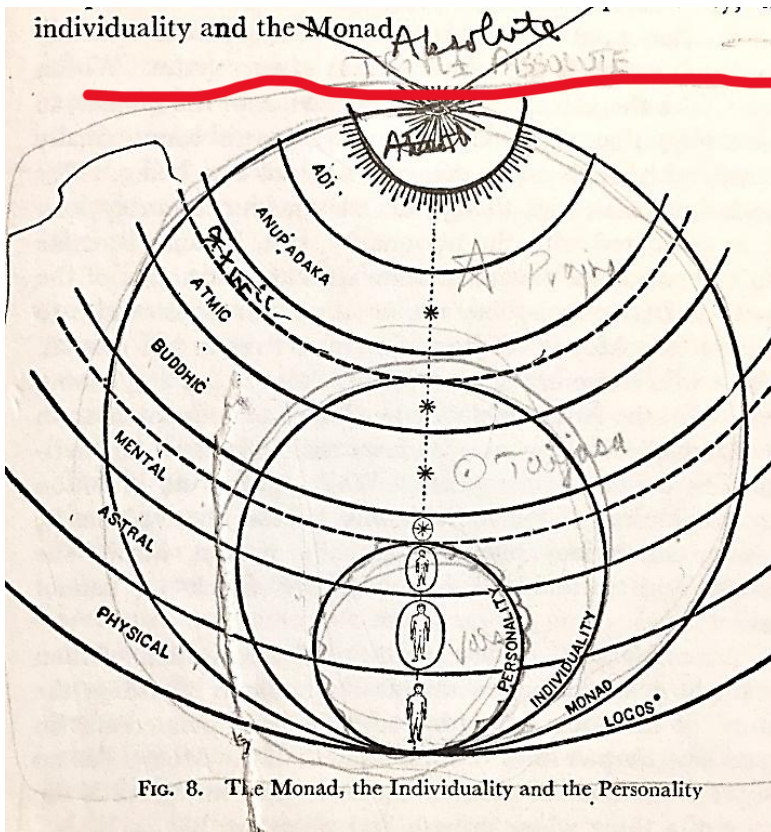 individuality and the Monad.
Absolute
ABSOLUTE
Absolute
ADI
ANUPADAKA
ATMIC
BUDDHIC
MENTAL
ASTRAL
PHYSICAL
Taijasa
PERSONALITY
INDIVIDUALITY
MONAD
LOGOS
FIG. 8. The Monad, the Individuality and the Personality